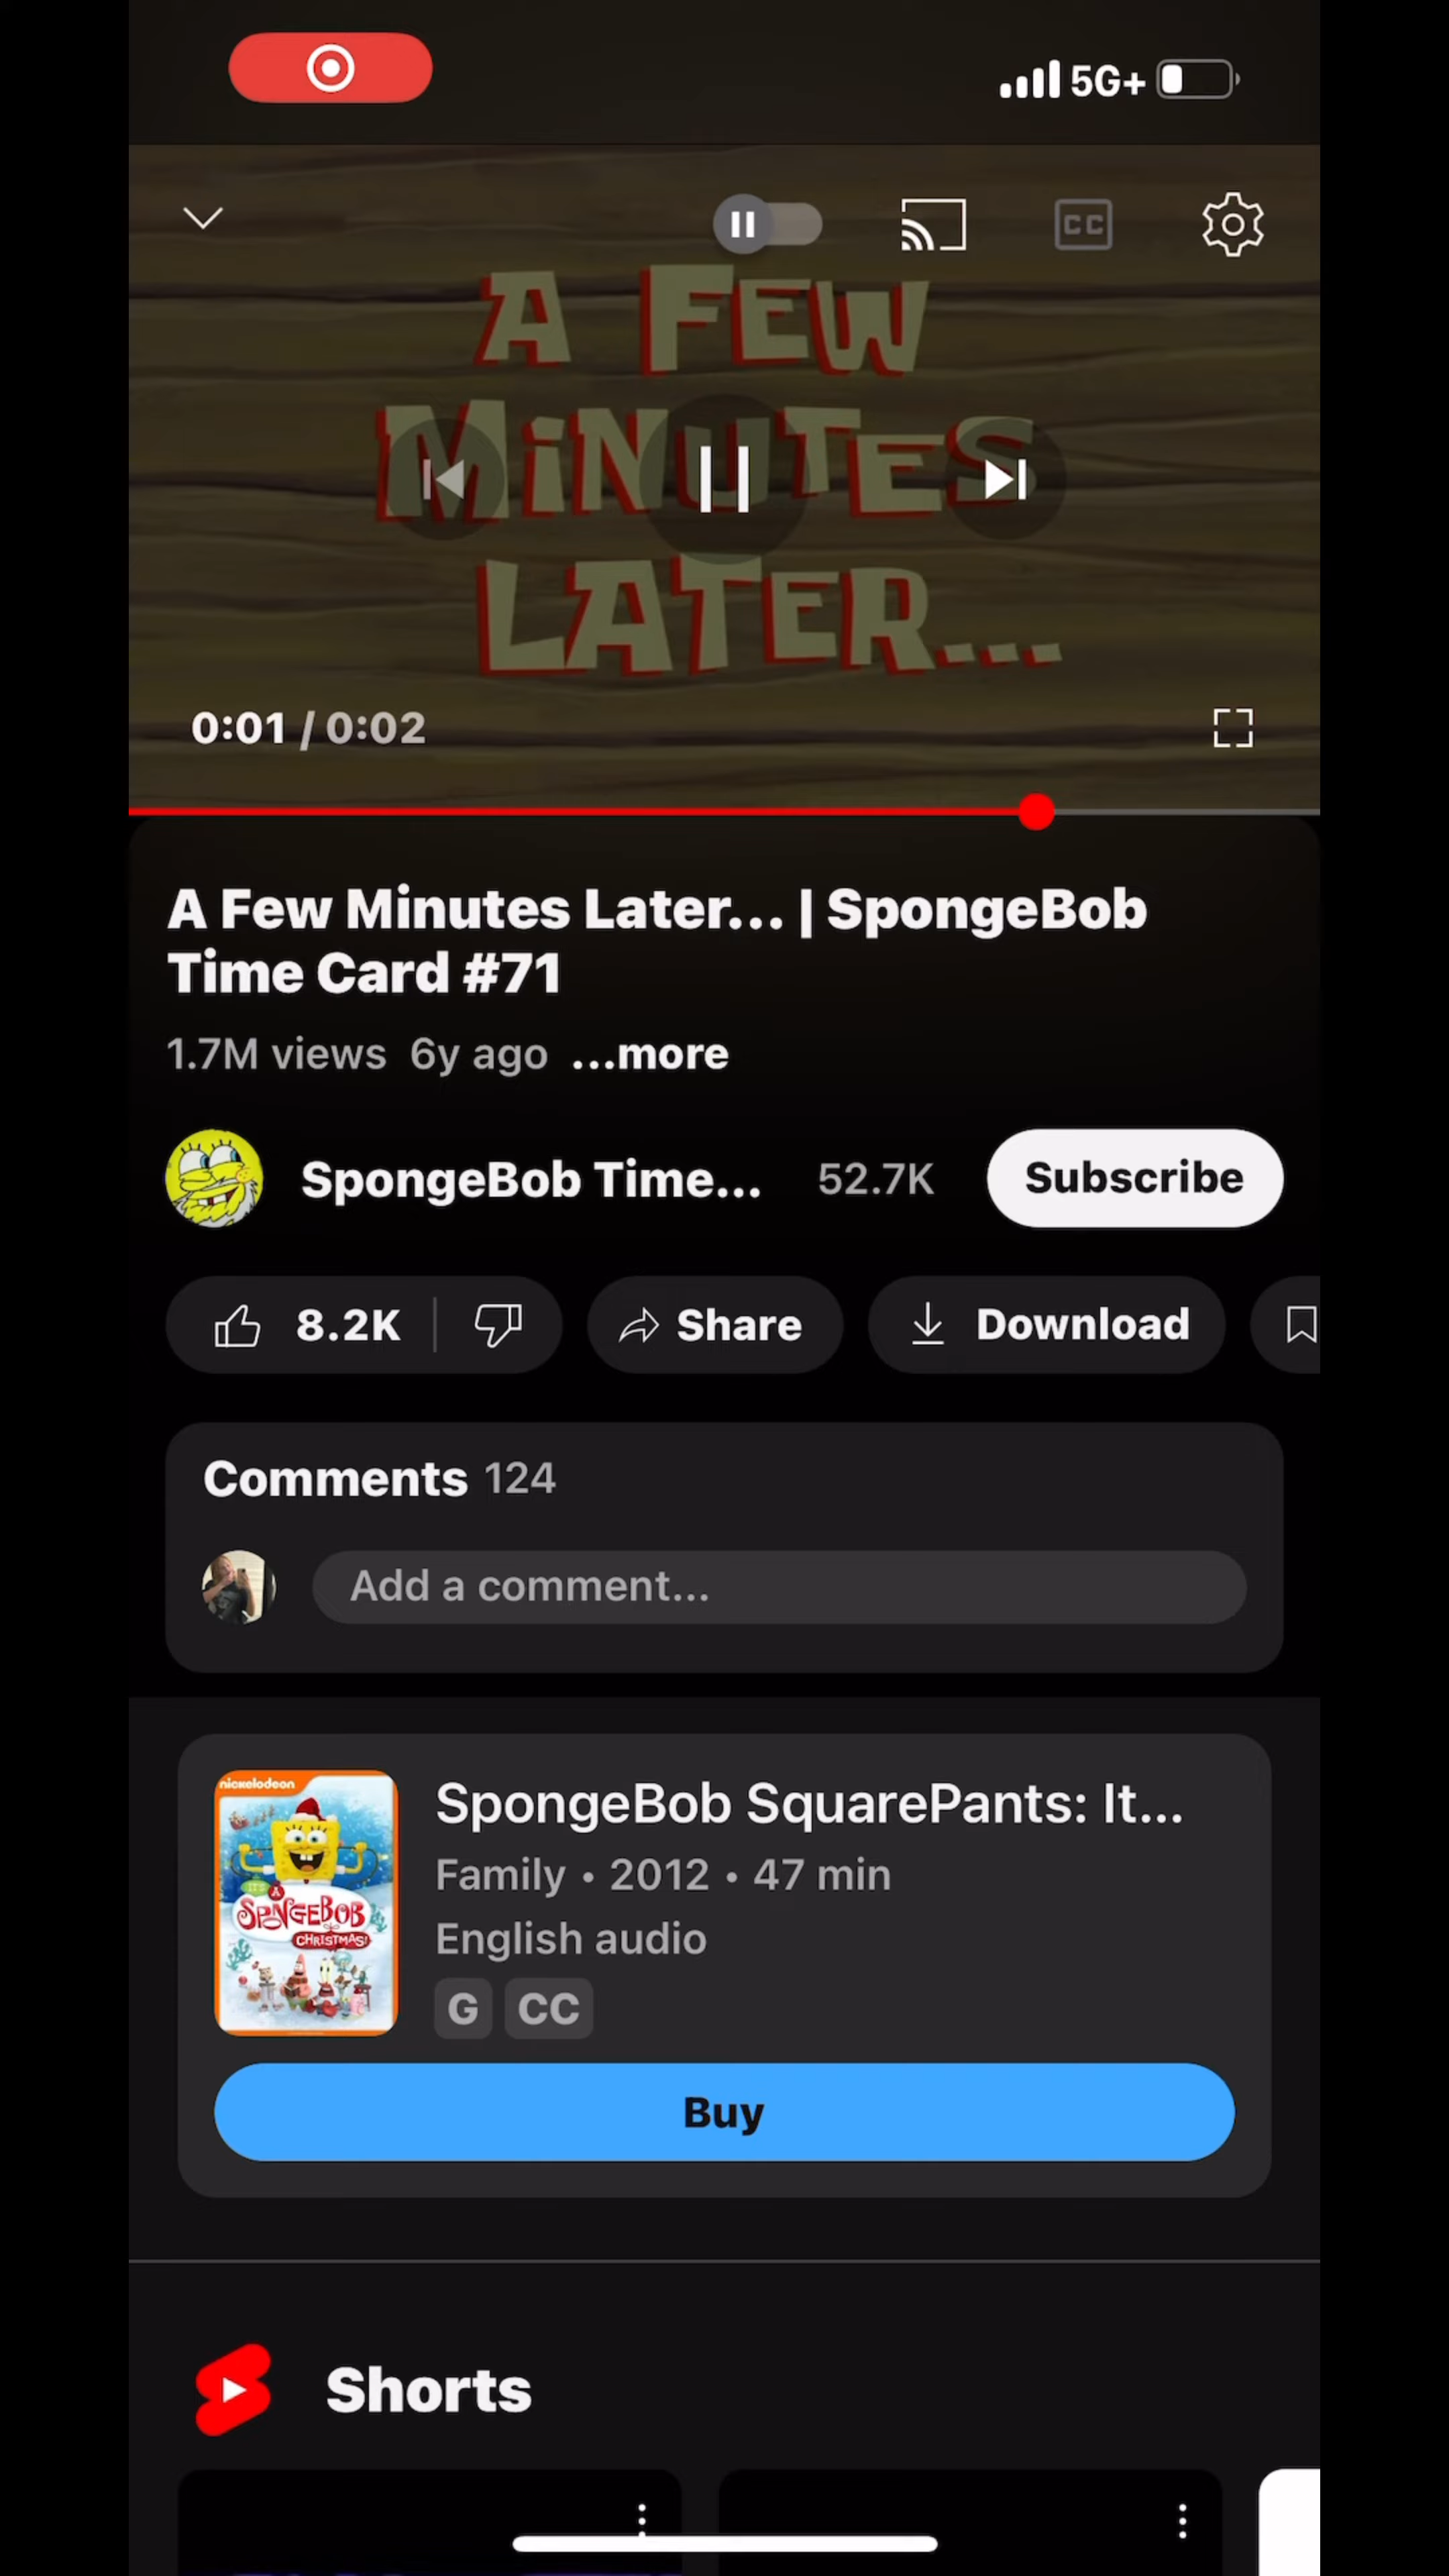 5G+
CC
A FEW
MiNUTES
LATER...
0:01 / 0:02
A Few Minutes Later... | SpongeBob
Time Card #71
1.7M views 6y ago ...more
SpongeBob Time... 52.7K Subscribe
8.2K Share Download
Comments 124
Add a comment...
nickelodeon
IT'S
A
SPONGEBOB
CHRISTMAS!
SpongeBob SquarePants: It...
Family • 2012 • 47 min
English audio
G CC
Buy
Shorts